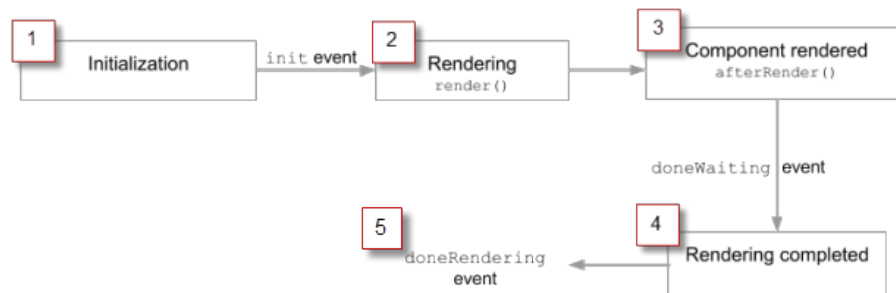 1
Initialization
init event
2
Rendering
render()
3
Component rendered
afterRender()
doneWaiting event
4
Rendering completed
5
doneRendering
event